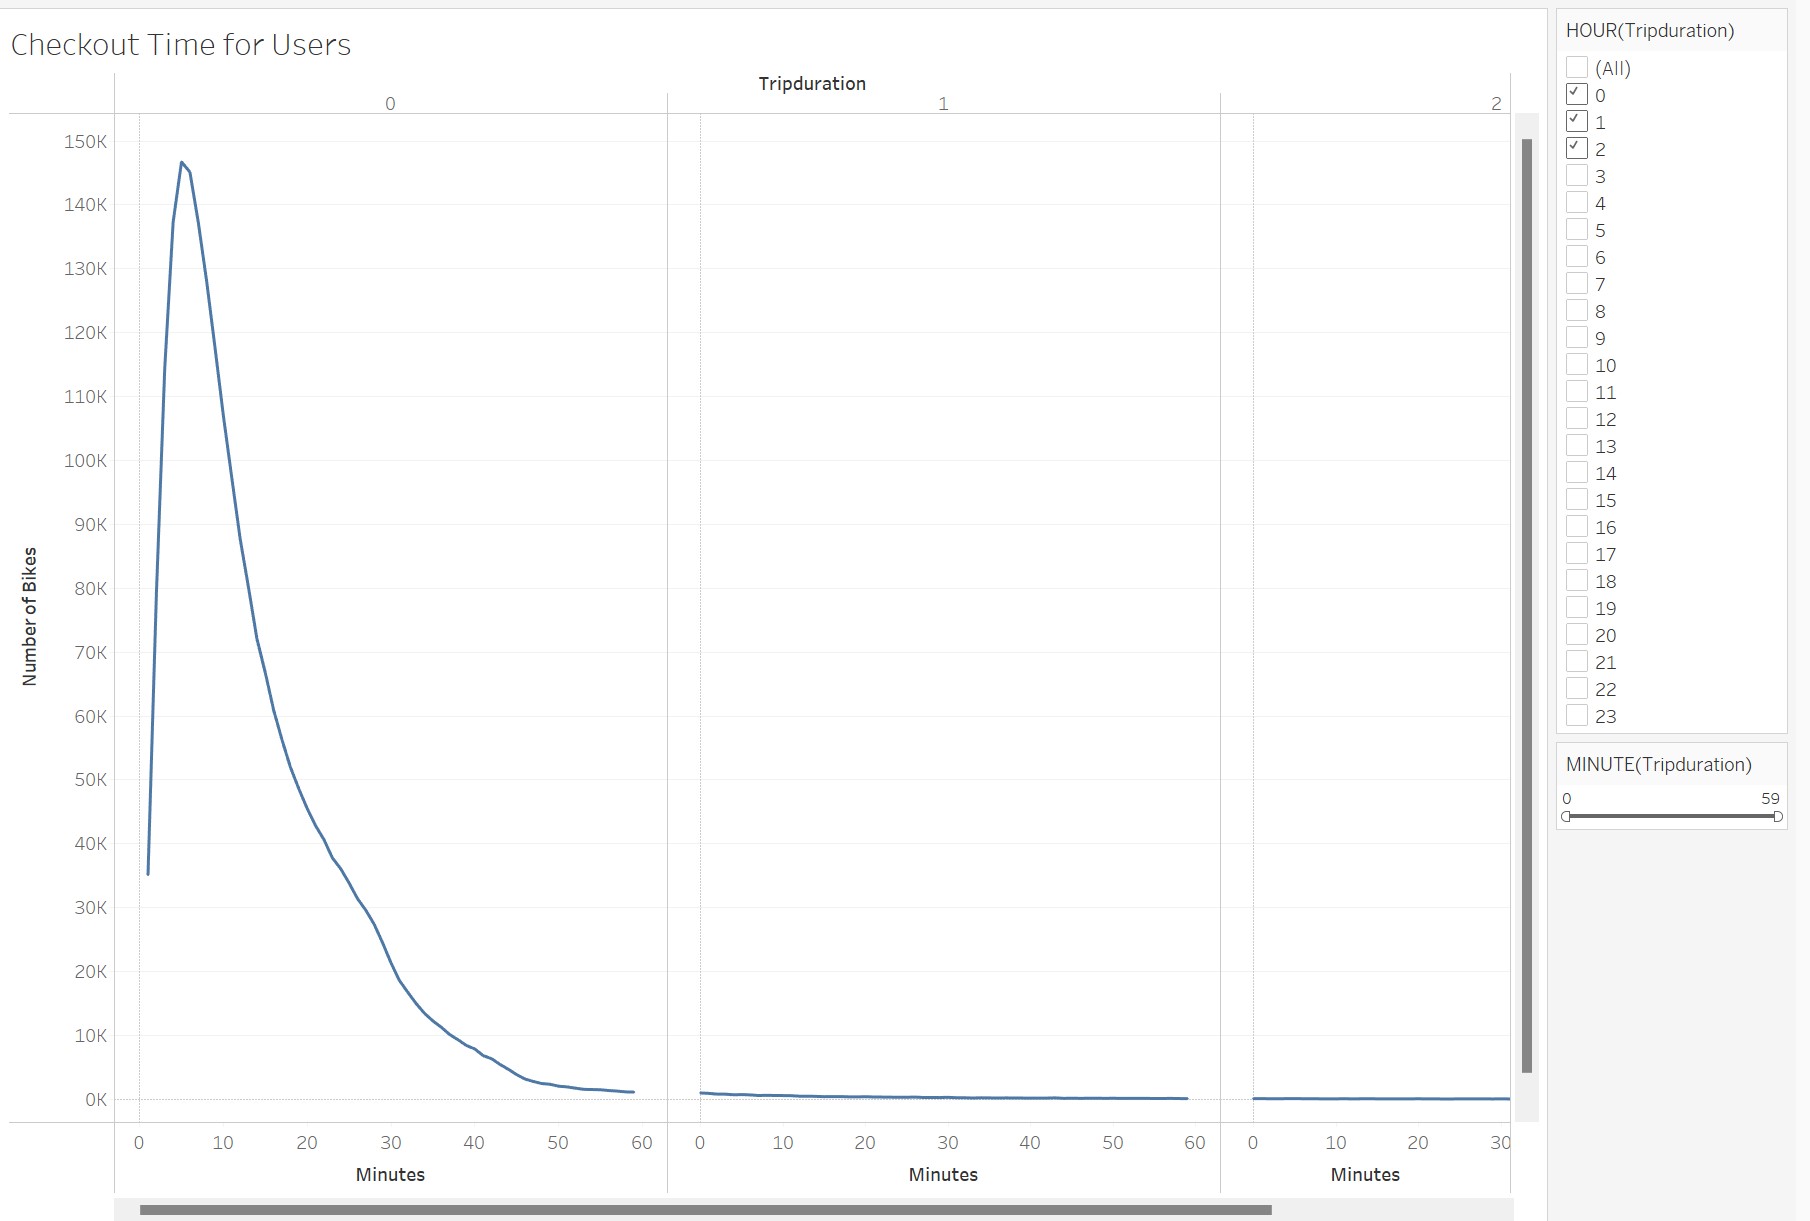 Checkout Time for Users
Tripduration
0 1 2
150K
140K
130K
120K
110K
100K
90K
80K
70K
60K
50K
40K
30K
20K
10K
0K
Number of Bikes
0 10 20 30 40 50 60 0 10 20 30 40 50 60 0 10 20 30
Minutes Minutes Minutes
HOUR(Tripduration)
(All)
0
1
2
3
4
5
6
7
8
9
10
11
12
13
14
15
16
17
18
19
20
21
22
23
MINUTE(Tripduration)
0 59